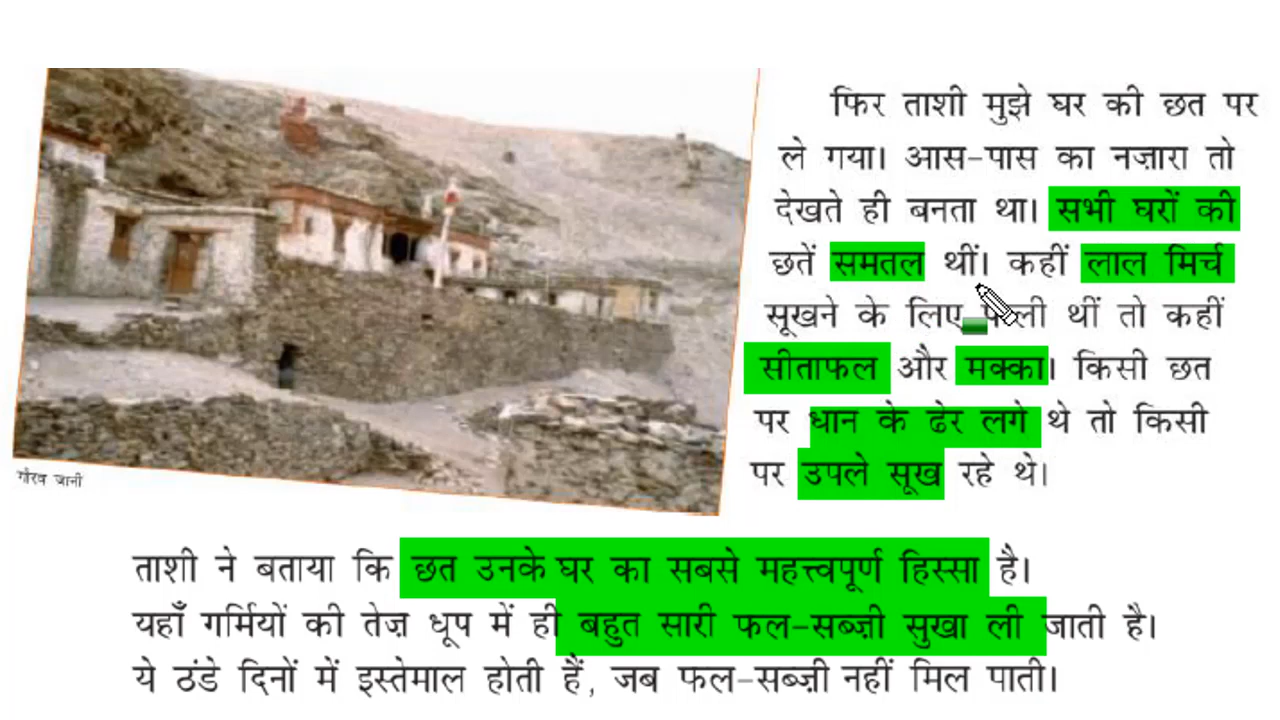 फिर ताशी मुझे घर की छत पर
ले गया। आस-पास का नज़ारा तो
देखते ही बनता था। सभी घरों की
छतें समतल थीं। कहीं लाल मिर्च
सूखने के लिए थीं तो कहीं
सीताफल और मक्का। किसी छत
पर धान के ढेर लगे थे तो किसी
पर उपले सूख रहे थे।
गौरव जानी
ताशी ने बताया कि छत उनके घर का सबसे महत्त्वपूर्ण हिस्सा है।
यहाँ गर्मियों की तेज़ धूप में ही बहुत सारी फल-सब्ज़ी सुखा ली जाती है।
ये ठंडे दिनों में इस्तेमाल होती हैं, जब फल-सब्ज़ी नहीं मिल पाती।